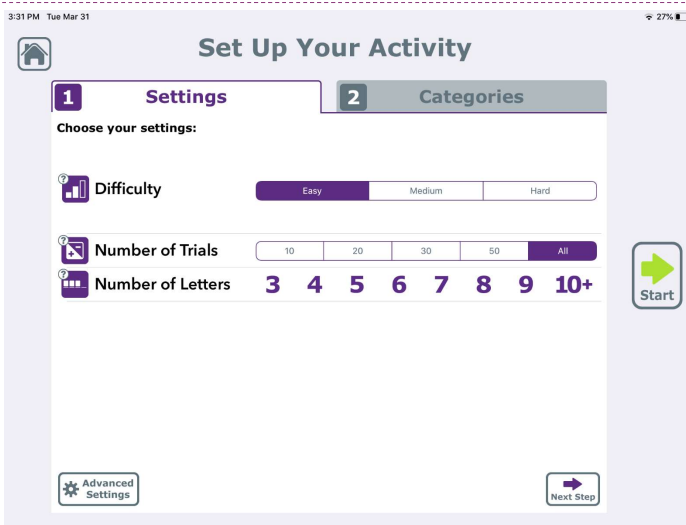 3:31 PM Tue Mar 31 27%
Set Up Your Activity
1 Settings 2 Categories
Choose your settings:
? Difficulty Easy Medium Hard
? Number of Trials 10 20 30 50 All
? Number of Letters 3 4 5 6 7 8 9 10+
Start
Advanced
Settings
Next Step